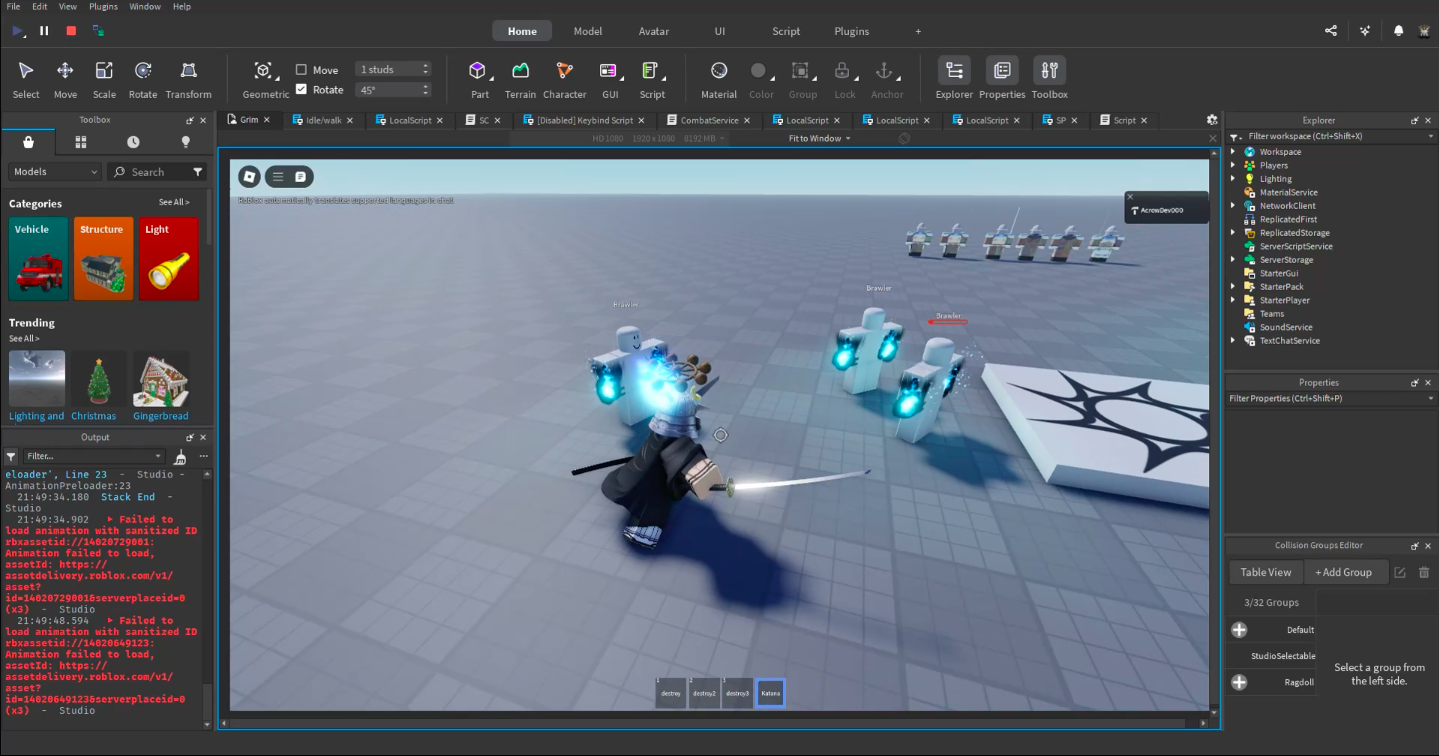 File Edit View Plugins Window Help
Home Model Avatar UI Script Plugins +
Select Move Scale Rotate Transform Geometric Move 1 studs Rotate 45° Part Terrain Character GUI Script Material Color Group Lock Anchor Explorer Properties Toolbox
Toolbox
Grim Idle/walk LocalScript SC [Disabled] Keybind Script CombatService LocalScript LocalScript LocalScript SP Script
HD 1080 1920 x 1080 8192 MB Fit to Window
Models Search
Categories See All >
Vehicle Structure Light
Trending
See All >
Lighting and Christmas Gingerbread
Output
Filter...
eloader', Line 23 - Studio -
AnimationPreloader:23
21:49:34.180 Stack End -
Studio
21:49:34.902 Failed to
load animation with sanitized ID
rbxassetid://14020729001:
Animation failed to load,
assetId: https://
assetdelivery.roblox.com/v1/
asset?
id=14020729001&serverplaceid=0
(x3) - Studio
21:49:48.594 Failed to
load animation with sanitized ID
rbxassetid://14020649123:
Animation failed to load,
assetId: https://
assetdelivery.roblox.com/v1/
asset?
id=14020649123&serverplaceid=0
(x3) - Studio
Roblox automatically translates supported languages in chat
AcrowDev000
Brawler
Brawler
Brawler
1 destroy
2 destroy2
3 destroy3
Katana
Explorer
Filter workspace (Ctrl+Shift+X)
Workspace
Players
Lighting
MaterialService
NetworkClient
ReplicatedFirst
ReplicatedStorage
ServerScriptService
ServerStorage
StarterGui
StarterPack
StarterPlayer
Teams
SoundService
TextChatService
Properties
Filter Properties (Ctrl+Shift+P)
Collision Groups Editor
Table View + Add Group
3/32 Groups
Default
StudioSelectable
Ragdoll
Select a group from
the left side.